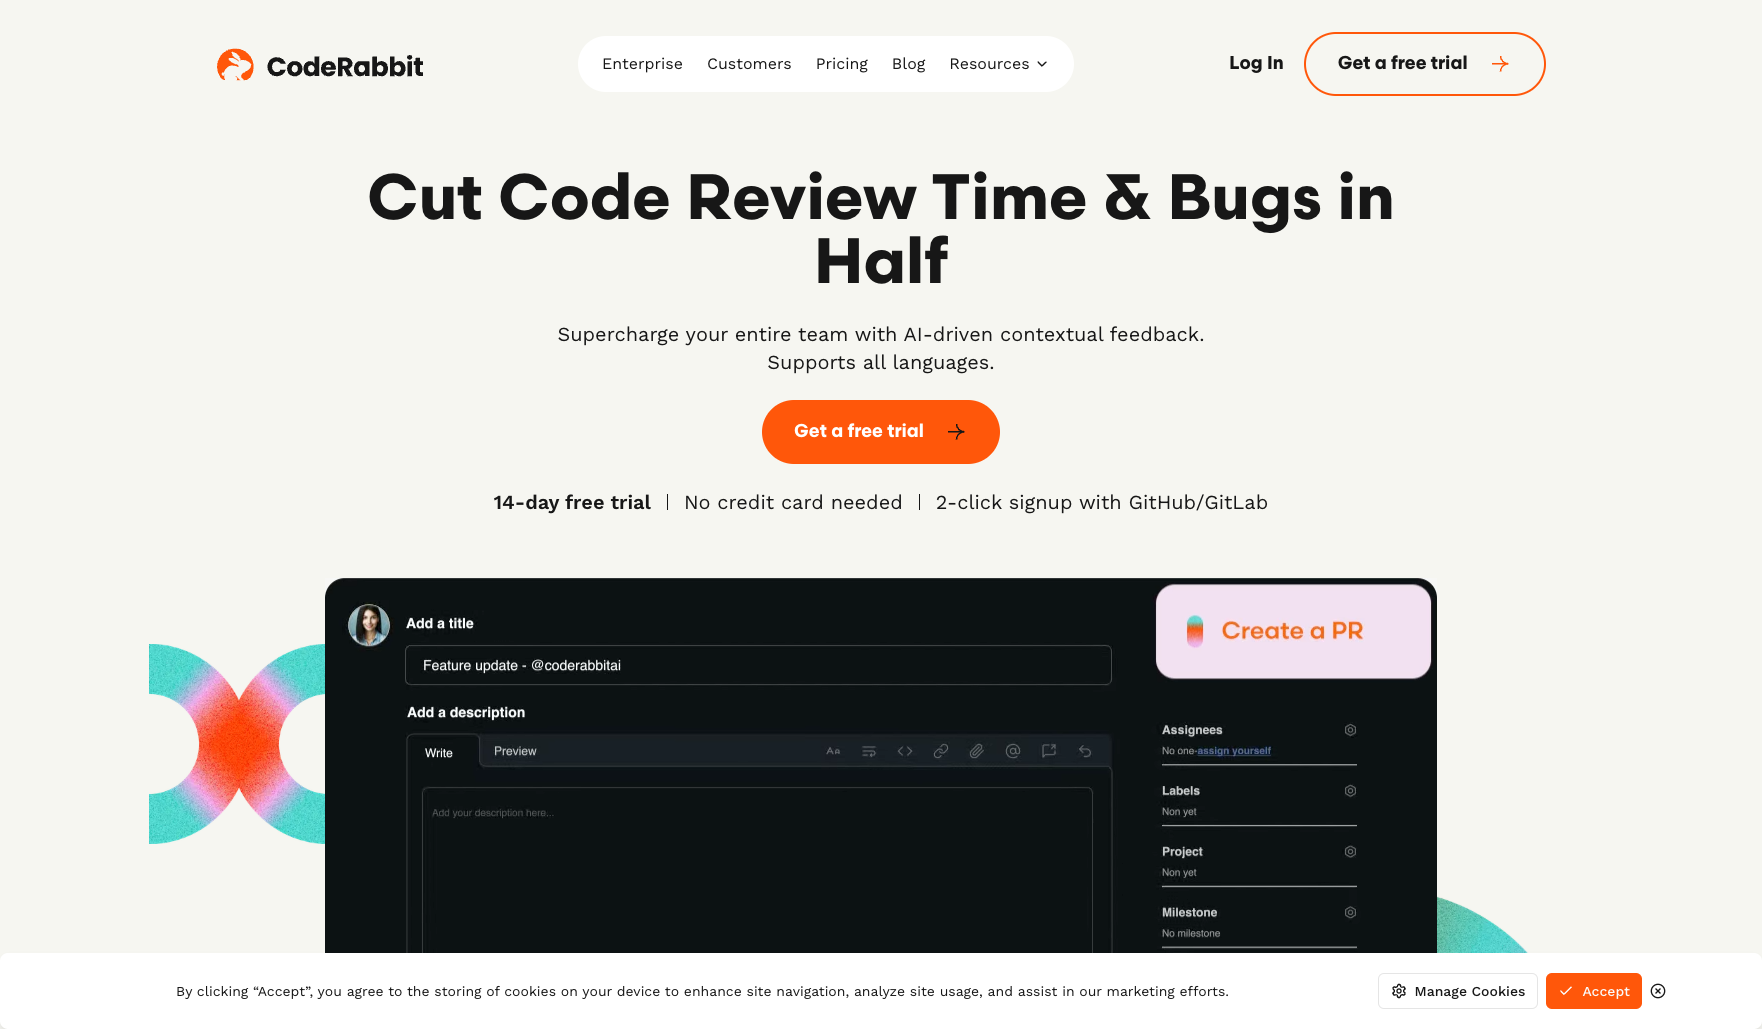 CodeRabbit
Enterprise Customers Pricing Blog Resources
Log In
Get a free trial
Cut Code Review Time & Bugs in
Half
Supercharge your entire team with AI-driven contextual feedback.
Supports all languages.
Get a free trial
14-day free trial | No credit card needed | 2-click signup with GitHub/GitLab
Add a title
Feature update - @coderabbitai
Create a PR
Add a description
Write Preview
Aa
Add your description here...
Assignees
No one-assign yourself
Labels
Non yet
Project
Non yet
Milestone
No milestone
By clicking “Accept”, you agree to the storing of cookies on your device to enhance site navigation, analyze site usage, and assist in our marketing efforts.
Manage Cookies
Accept